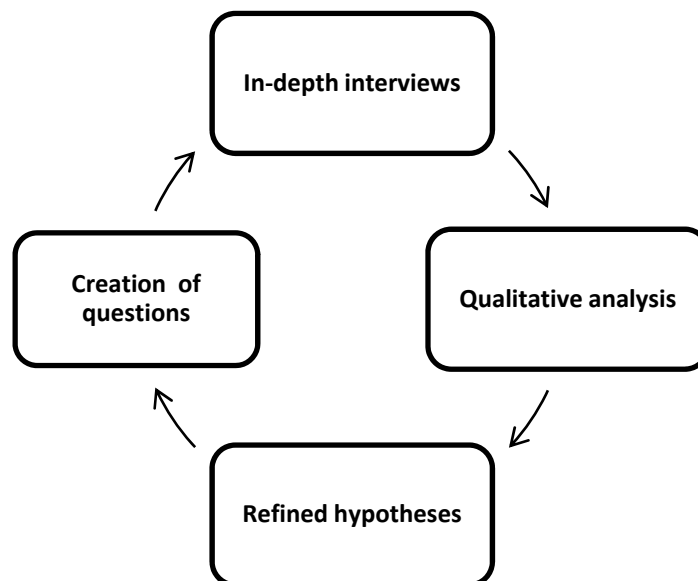 In-depth interviews
Creation of
questions
Qualitative analysis
Refined hypotheses